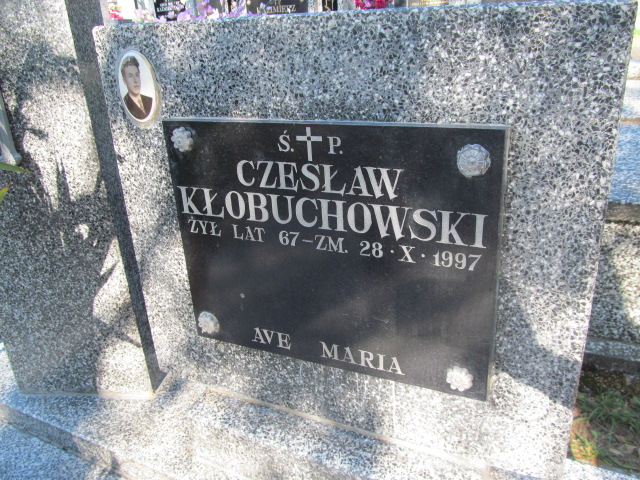 Ś. P.
CZESŁAW
KŁOBUCHOWSKI
ŻYŁ LAT 67 – ZM. 28 · X · 1997
AVE MARIA